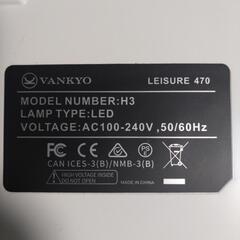 VANKYO LEISURE 470
MODEL NUMBER:H3
LAMP TYPE:LED
VOLTAGE:AC100-240V ,50/60Hz
FC CE PS E
CAN ICES-3(B)/NMB-3(B)
HIGH VOLTAGE INSIDE
DO NOT OPEN
MADE IN CHINA